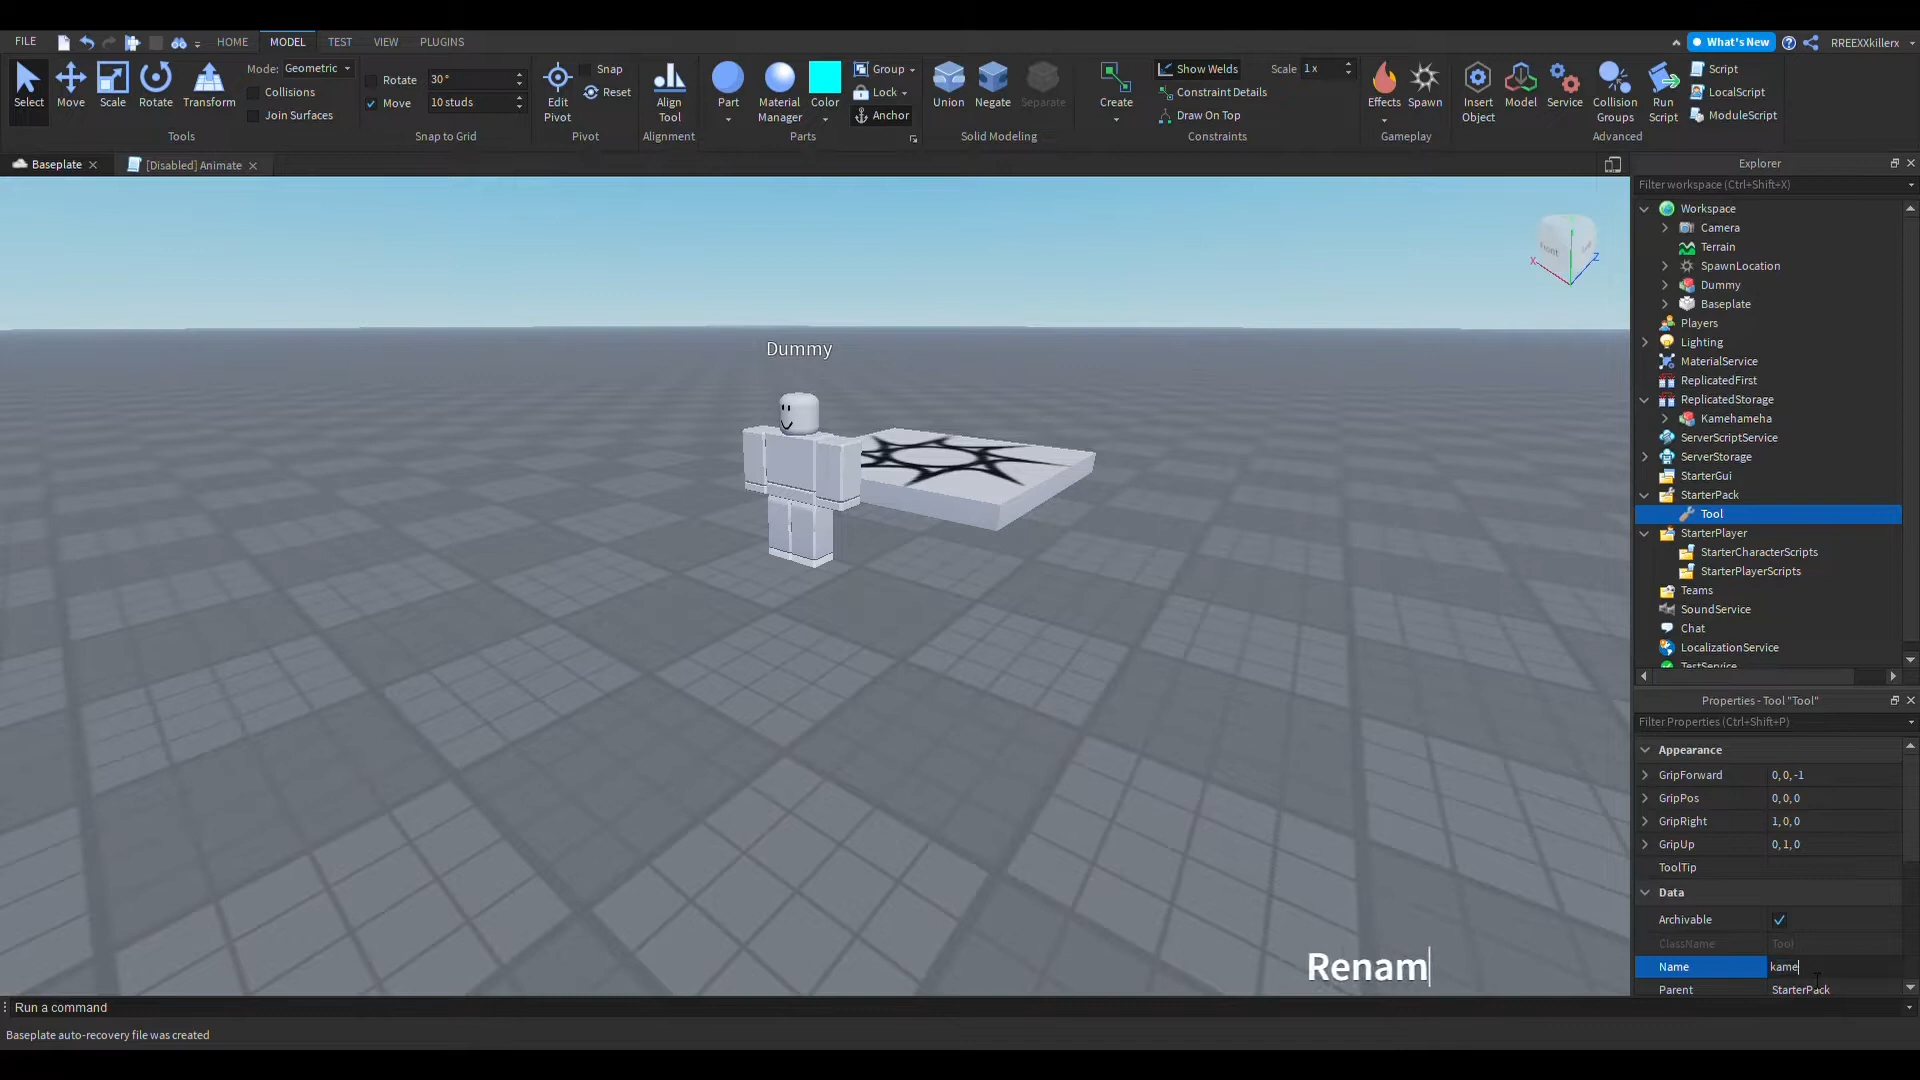 FILE
HOME
MODEL
TEST
VIEW
PLUGINS
What's New
RREEXXkillerx
Select
Move
Scale
Rotate
Transform
Mode: Geometric
Collisions
Join Surfaces
Tools
Rotate 30°
Move 10 studs
Snap to Grid
Edit
Pivot
Snap
Reset
Pivot
Align
Tool
Alignment
Part
Material
Manager
Color
Group
Lock
Anchor
Parts
Union
Negate
Separate
Solid Modeling
Create
Show Welds
Scale 1 x
Constraint Details
Draw On Top
Constraints
Effects
Spawn
Gameplay
Insert
Object
Model
Service
Collision
Groups
Run
Script
Script
LocalScript
ModuleScript
Advanced
Baseplate
[Disabled] Animate
Dummy
Front
X
Z
Renam
Explorer
Filter workspace (Ctrl+Shift+X)
Workspace
Camera
Terrain
SpawnLocation
Dummy
Baseplate
Players
Lighting
MaterialService
ReplicatedFirst
ReplicatedStorage
Kamehameha
ServerScriptService
ServerStorage
StarterGui
StarterPack
Tool
StarterPlayer
StarterCharacterScripts
StarterPlayerScripts
Teams
SoundService
Chat
LocalizationService
TestService
Properties - Tool "Tool"
Filter Properties (Ctrl+Shift+P)
Appearance
GripForward 0, 0, -1
GripPos 0, 0, 0
GripRight 1, 0, 0
GripUp 0, 1, 0
ToolTip
Data
Archivable
ClassName Tool
Name kame
Parent StarterPack
Run a command
Baseplate auto-recovery file was created